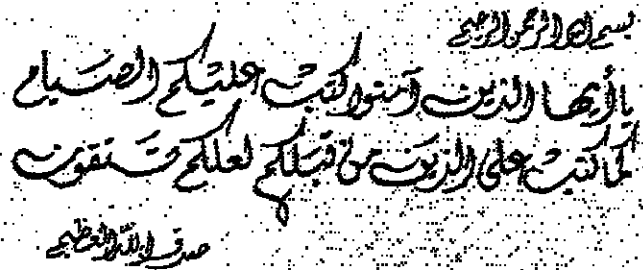 بسم الله الرحمن الرحيم
يا أيها الذين آمنوا كتب عليكم الصيام
كما كتب على الذين من قبلكم لعلكم تتقون
صدق الله العظيم